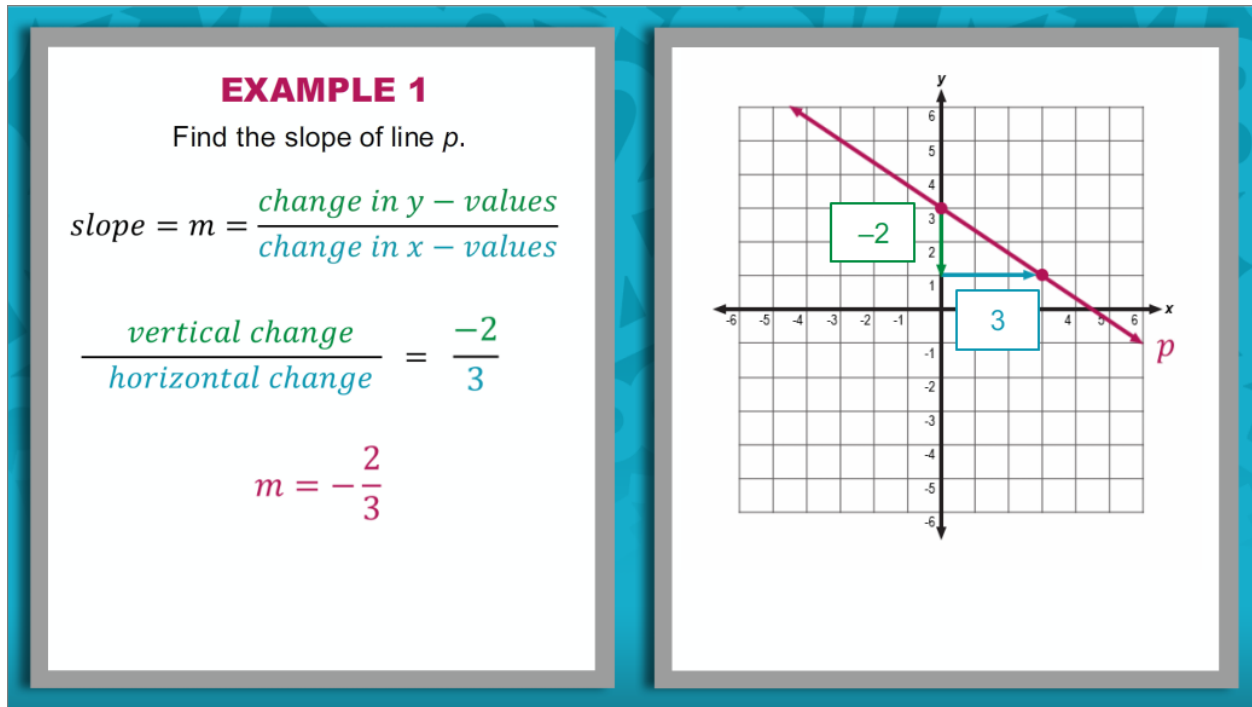 EXAMPLE 1
Find the slope of line p.
slope = m = change in y − values / change in x − values
vertical change / horizontal change = −2 / 3
m = − 2 / 3
y
6
5
4
3
–2
2
1
x
-6 -5 -4 -3 -2 -1 3 4 5 6
p
-1
-2
-3
-4
-5
-6